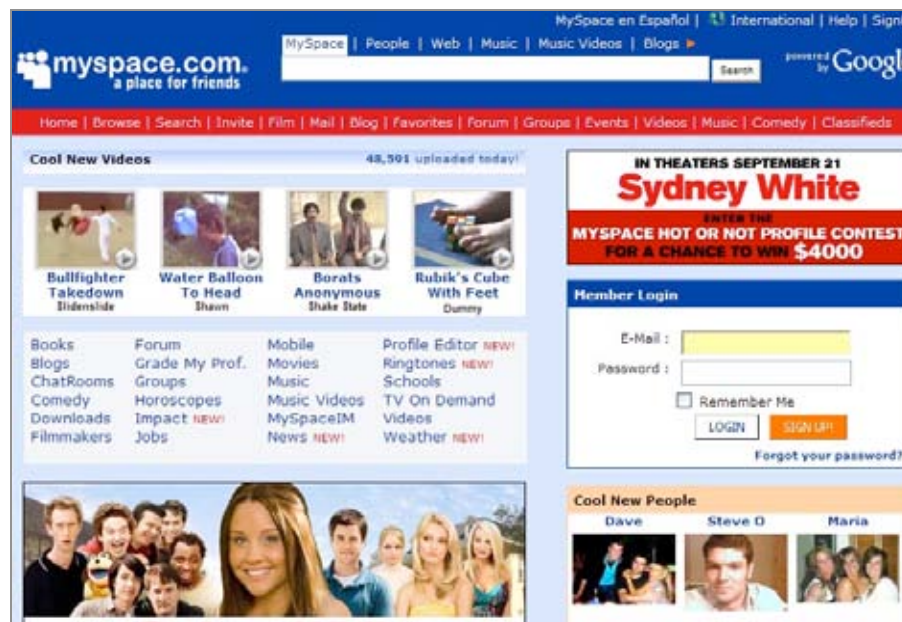 MySpace en Español | International | Help | Sign
MySpace | People | Web | Music | Music Videos | Blogs
myspace.com.
a place for friends
Search
powered by Googl
Home | Browse | Search | Invite | Film | Mail | Blog | Favorites | Forum | Groups | Events | Videos | Music | Comedy | Classifieds
Cool New Videos
48,591 uploaded today!
Bullfighter Takedown
Slidenslide
Water Balloon To Head
Shawn
Borats Anonymous
Shake State
Rubik's Cube With Feet
Dummy
Books
Blogs
ChatRooms
Comedy
Downloads
Filmmakers
Forum
Grade My Prof.
Groups
Horoscopes
Impact NEW!
Jobs
Mobile
Movies
Music
Music Videos
MySpaceIM
News NEW!
Profile Editor NEW!
Ringtones NEW!
Schools
TV On Demand
Videos
Weather NEW!
IN THEATERS SEPTEMBER 21
Sydney White
ENTER THE
MYSPACE HOT OR NOT PROFILE CONTEST
FOR A CHANCE TO WIN $4000
Member Login
E-Mail :
Password :
Remember Me
LOGIN
SIGN UP!
Forgot your password?
Cool New People
Dave
Steve O
Maria